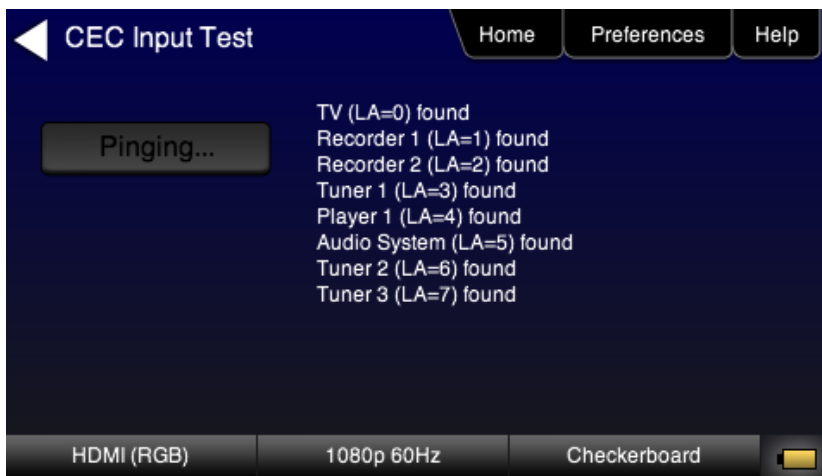 CEC Input Test
Home
Preferences
Help
Pinging...
TV (LA=0) found
Recorder 1 (LA=1) found
Recorder 2 (LA=2) found
Tuner 1 (LA=3) found
Player 1 (LA=4) found
Audio System (LA=5) found
Tuner 2 (LA=6) found
Tuner 3 (LA=7) found
HDMI (RGB)
1080p 60Hz
Checkerboard